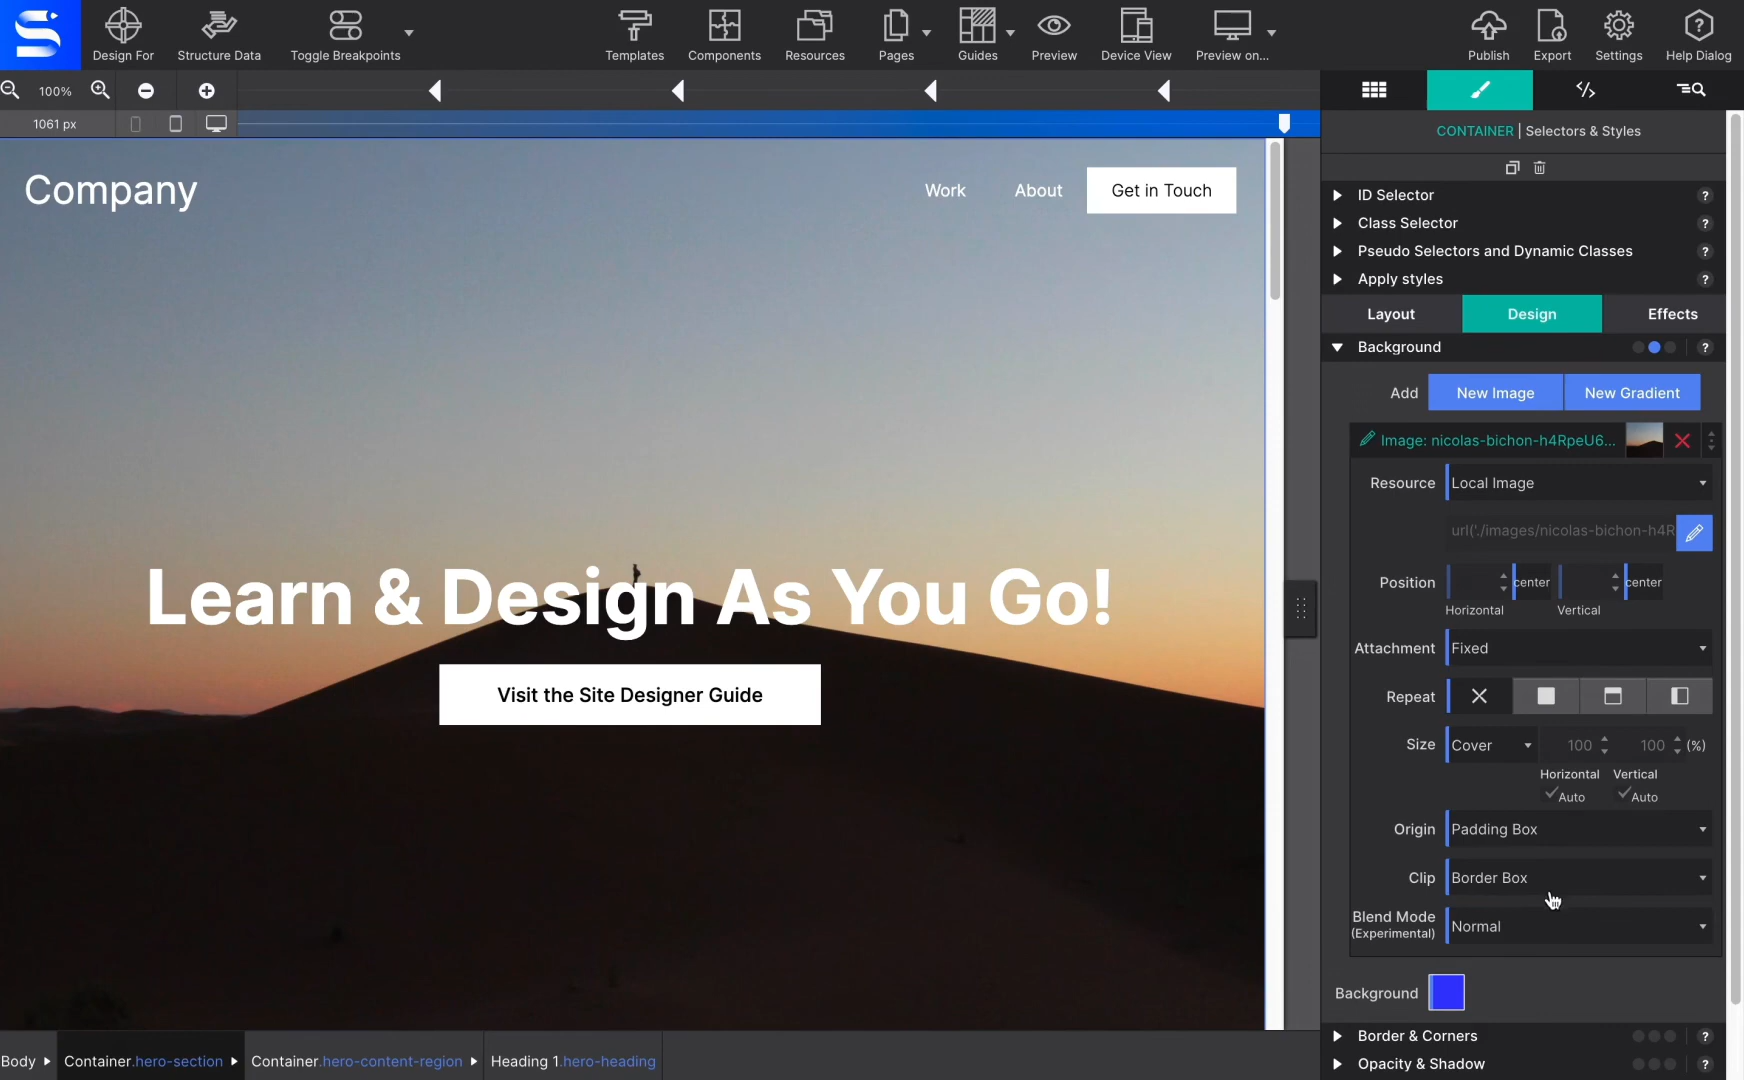 Design For
Structure Data
Toggle Breakpoints
Templates
Components
Resources
Pages
Guides
Preview
Device View
Preview on...
Publish
Export
Settings
Help Dialog
100%
1061 px
CONTAINER | Selectors & Styles
Company
Work
About
Get in Touch
Learn & Design As You Go!
Visit the Site Designer Guide
ID Selector ?
Class Selector ?
Pseudo Selectors and Dynamic Classes ?
Apply styles ?
Layout
Design
Effects
Background ?
Add New Image New Gradient
Image: nicolas-bichon-h4RpeU6...
Resource Local Image
url('./images/nicolas-bichon-h4R
Position center center
Horizontal Vertical
Attachment Fixed
Repeat
Size Cover 100 100 (%)
Horizontal Vertical
Auto Auto
Origin Padding Box
Clip Border Box
Blend Mode
(Experimental) Normal
Background
Border & Corners ?
Opacity & Shadow ?
Body Container.hero-section Container.hero-content-region Heading 1.hero-heading